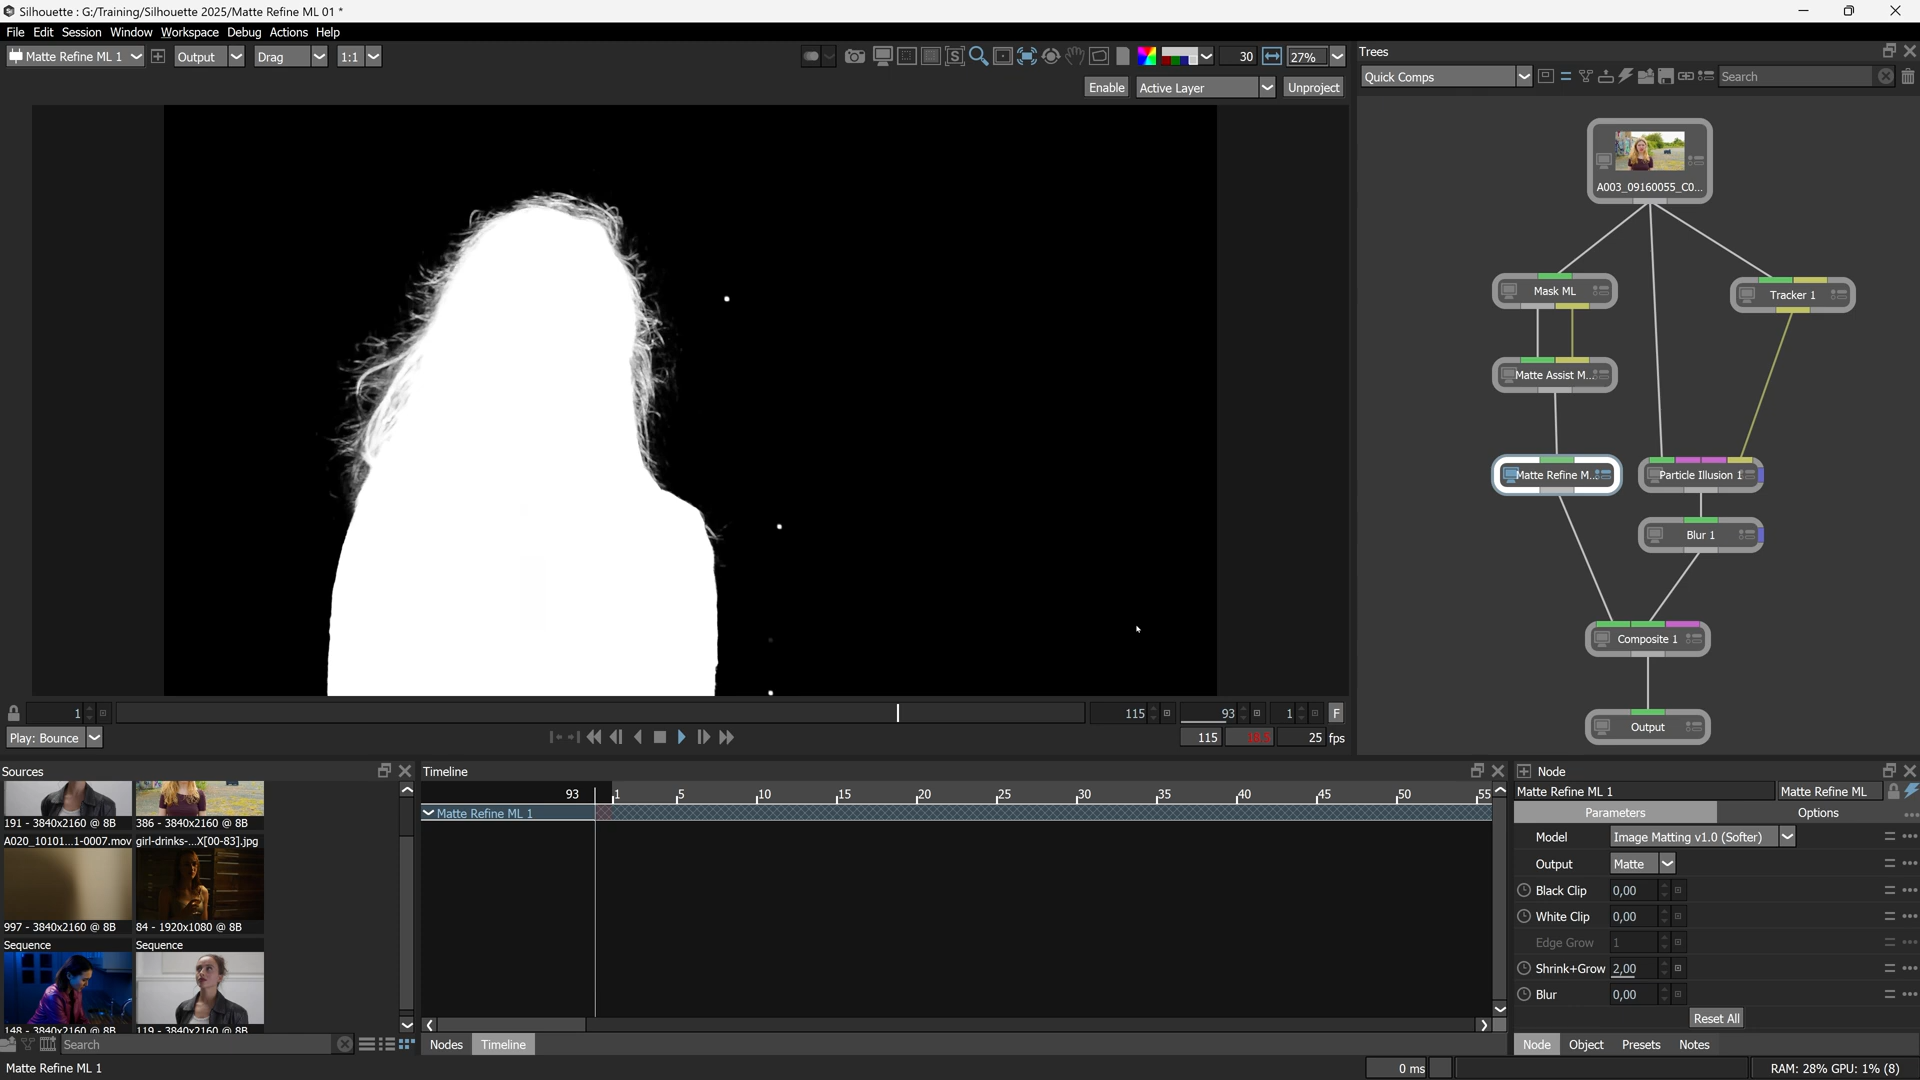 Silhouette : G:/Training/Silhouette 2025/Matte Refine ML 01 *
File Edit Session Window Workspace Debug Actions Help
Matte Refine ML 1 Output Drag 1:1 30 27%
Enable Active Layer Unproject
Trees
Quick Comps Search
A003_09160055_C0...
Mask ML
Tracker 1
Matte Assist M...
Matte Refine M...
Particle Illusion 1
Blur 1
Composite 1
Output
1 115 93 1 F
Play: Bounce 115 18.5 25 fps
Sources
191 - 3840x2160 @ 8B 386 - 3840x2160 @ 8B
A020_10101...1-0007.mov girl-drinks-...X[00-83].jpg
997 - 3840x2160 @ 8B 84 - 1920x1080 @ 8B
Sequence Sequence
148 - 3840x2160 @ 8B 119 - 3840x2160 @ 8B
Search
Timeline
93 1 5 10 15 20 25 30 35 40 45 50 55
Matte Refine ML 1
Nodes Timeline
Node
Matte Refine ML 1 Matte Refine ML
Parameters Options
Model Image Matting v1.0 (Softer)
Output Matte
Black Clip 0,00
White Clip 0,00
Edge Grow 1
Shrink+Grow 2,00
Blur 0,00
Reset All
Node Object Presets Notes
Matte Refine ML 1 0 ms RAM: 28% GPU: 1% (8)